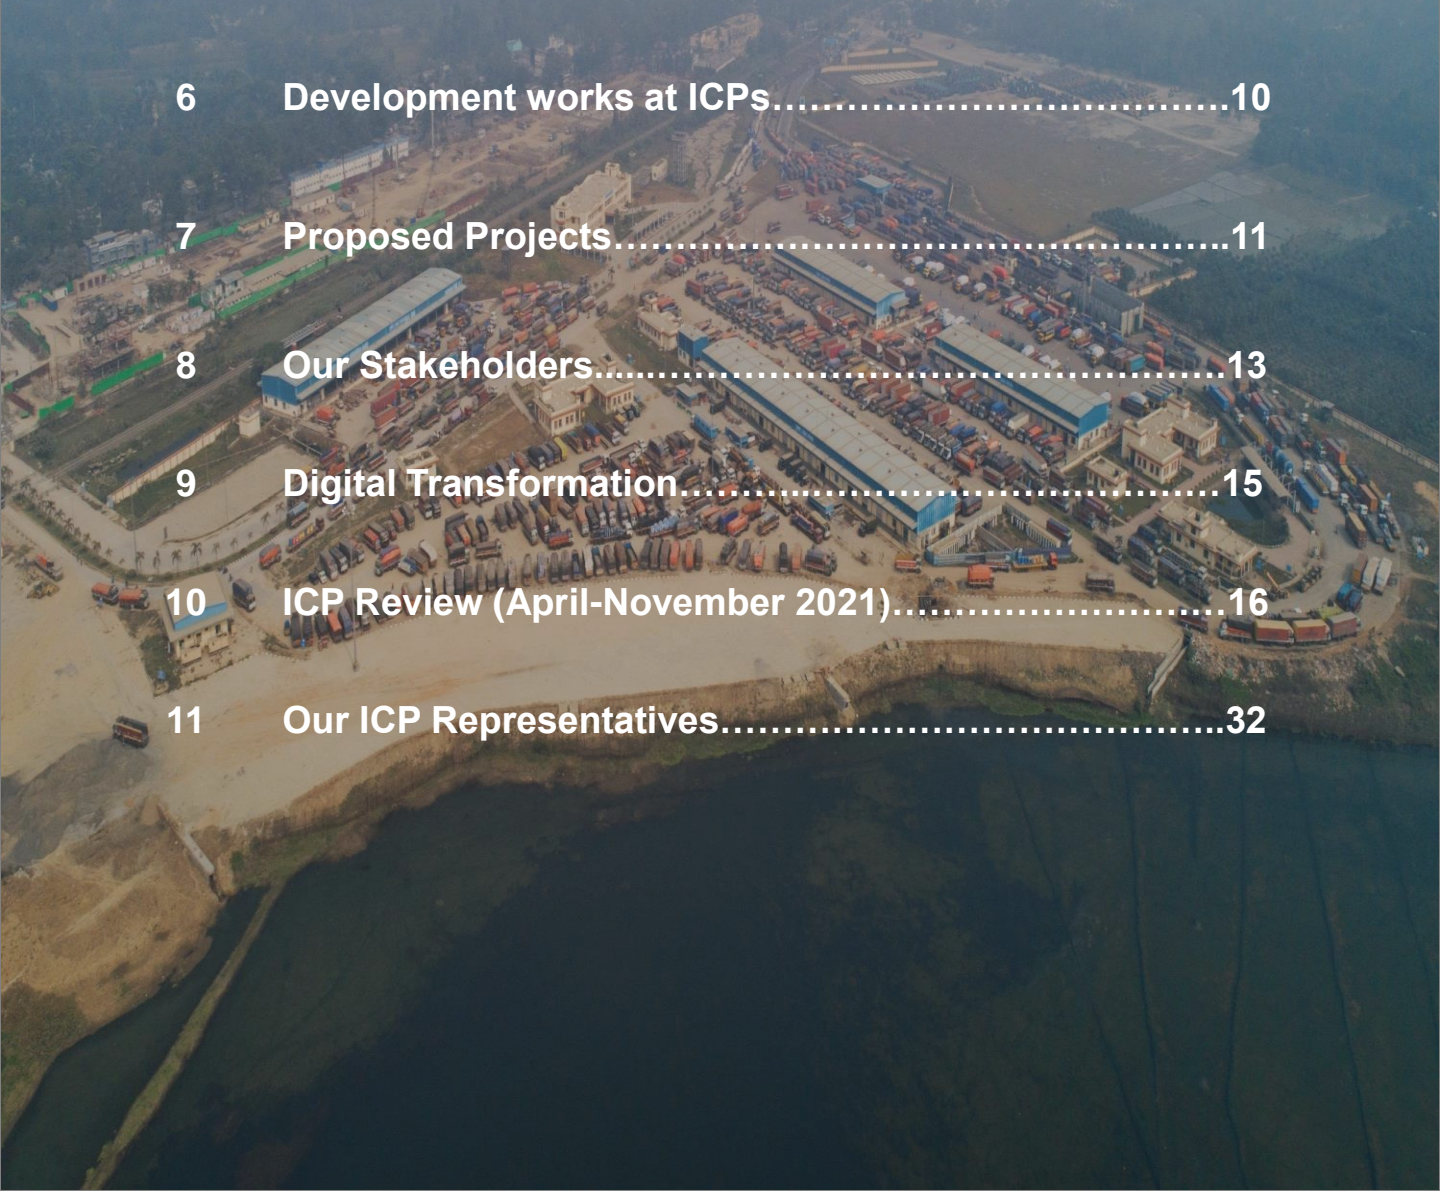 6 Development works at ICPs……………………………….10
7 Proposed Projects…………………………………………..11
8 Our Stakeholders......……………………………………….13
9 Digital Transformation………....……………….…………15
10 ICP Review (April-November 2021)………………………16
11 Our ICP Representatives…………………………………..32